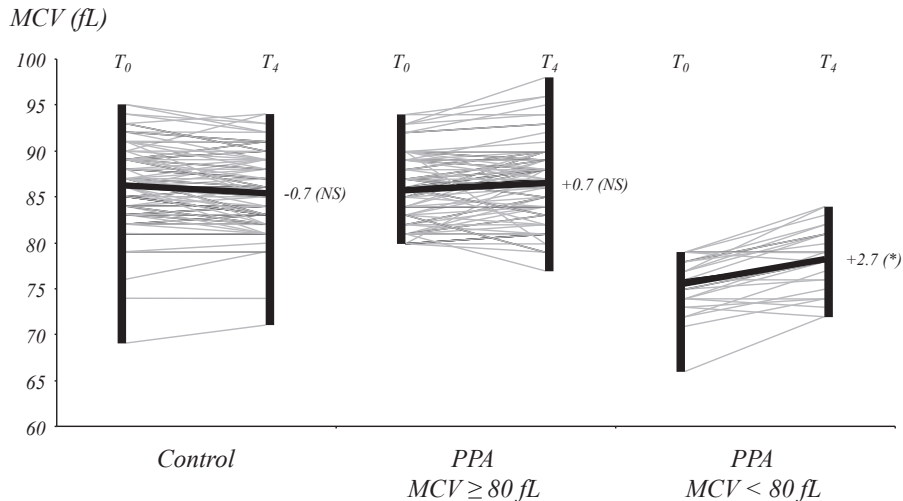 MCV (fL)
100
95
90
85
80
75
70
65
60
T0 T4 T0 T4 T0 T4
-0.7 (NS)
+0.7 (NS)
+2.7 (*)
Control PPA PPA
MCV ≥ 80 fL MCV < 80 fL